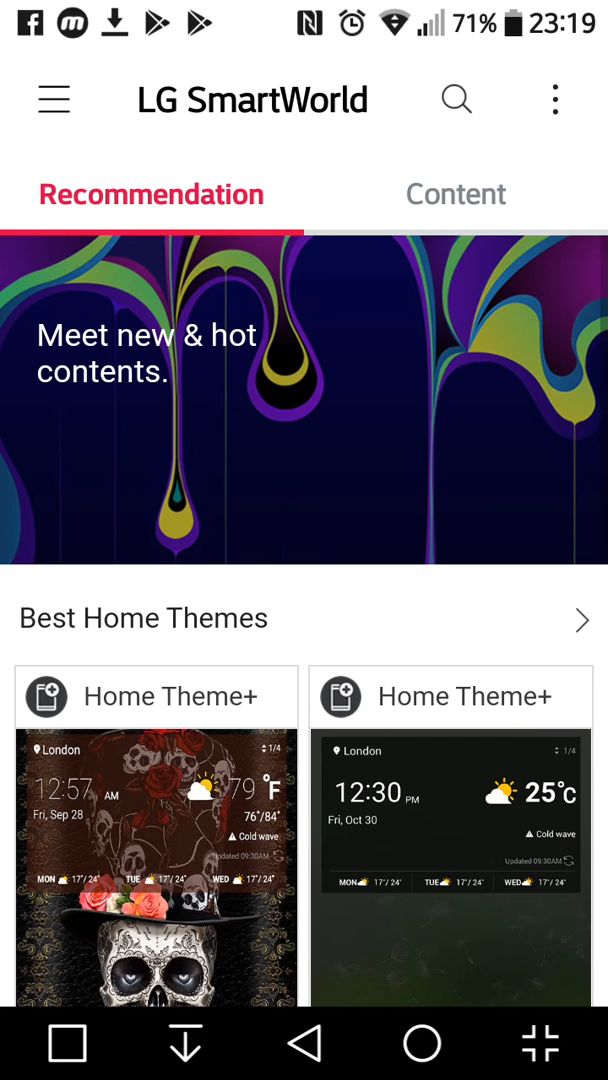 71% 23:19
LG SmartWorld
Recommendation Content
Meet new & hot
contents.
Best Home Themes
Home Theme+
London 1/4
12:57 AM 79 °F
Fri, Sep 28 76°/84°
Cold wave
Updated 09:30AM
MON 17°/ 24° TUE 17°/ 24° WED 17°/ 24°
Home Theme+
London 1/4
12:30 PM 25°C
Fri, Oct 30
Cold wave
Updated 09:30AM
MON 17°/ 24° TUE 17°/ 24° WED 17°/ 24°